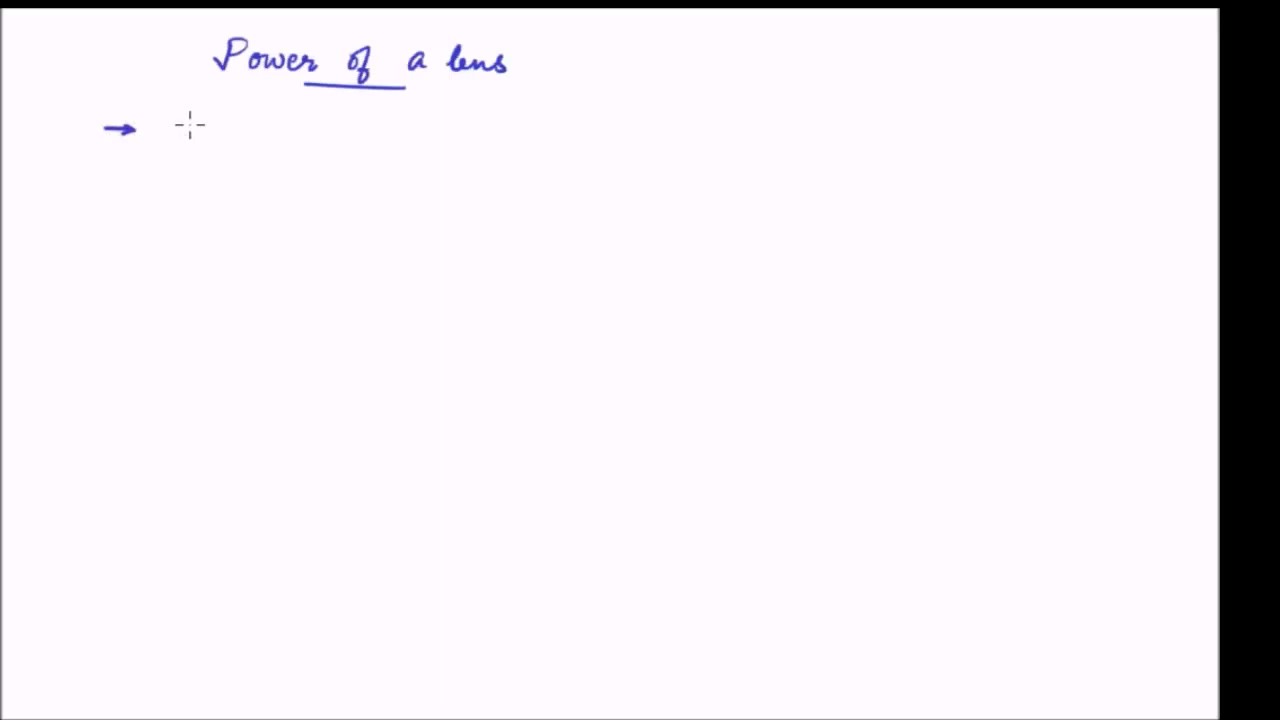 Power of a lens
→